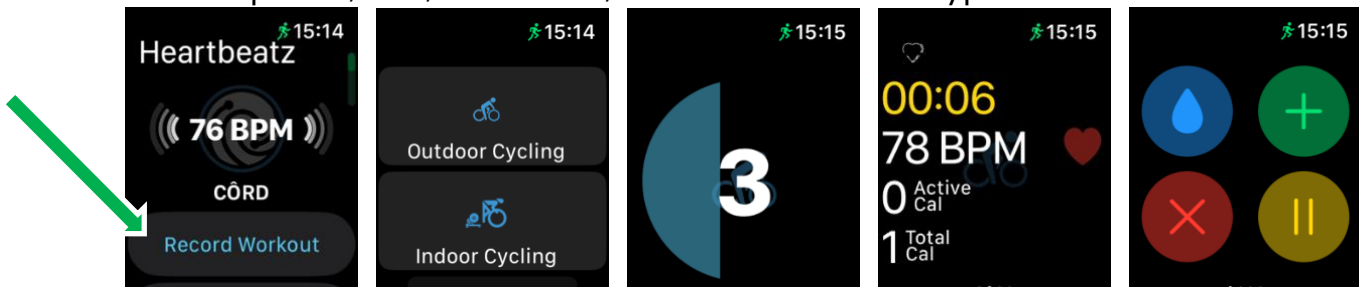 15:14
Heartbeatz
76 BPM
CÔRD
Record Workout
15:14
Outdoor Cycling
Indoor Cycling
15:15
3
15:15
00:06
78 BPM
0 Active Cal
1 Total Cal
15:15